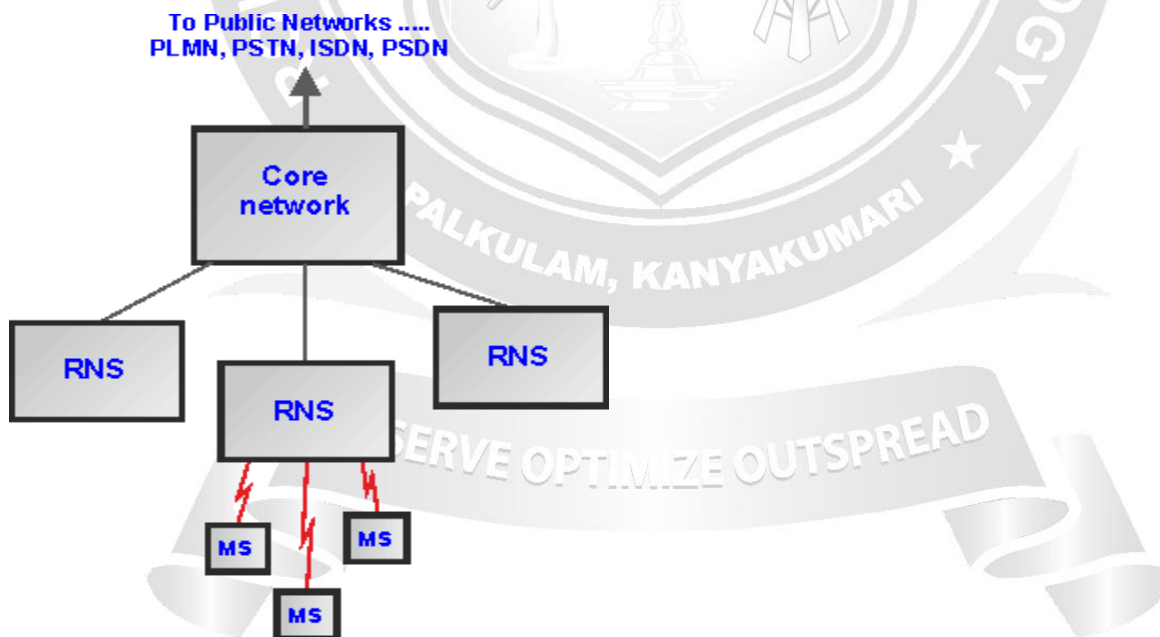 To Public Networks .....
PLMN, PSTN, ISDN, PSDN
Core
network
RNS
RNS
RNS
MS
MS
MS
PALKULAM, KANYAKUMARI
OPTIMIZE OUTSPREAD